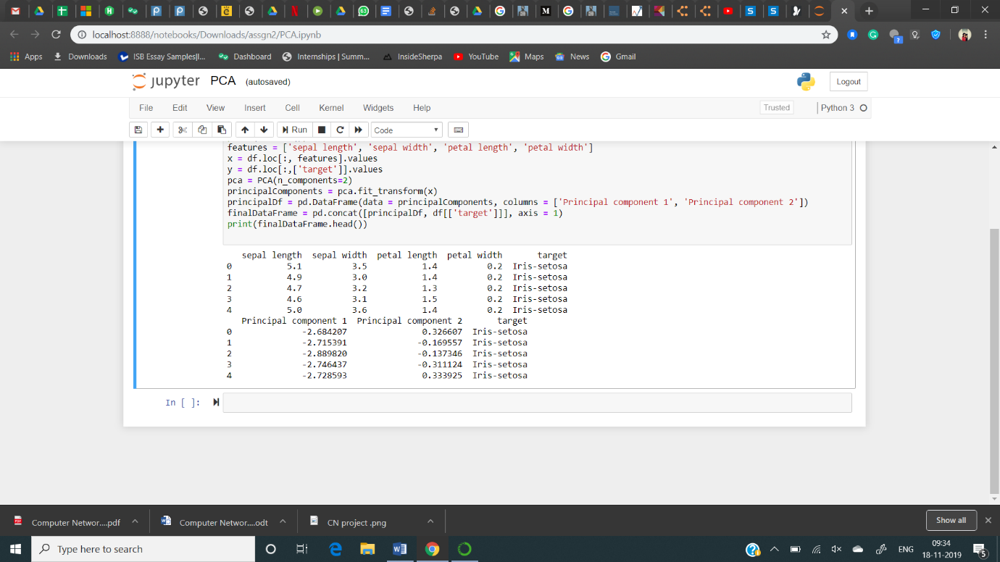 63
M
S
S
localhost:8888/notebooks/Downloads/assgn2/PCA.ipynb
Apps Downloads ISB Essay Samples|I... Dashboard Internships | Summ... InsideSherpa YouTube Maps News Gmail
jupyter PCA (autosaved)
Logout
File Edit View Insert Cell Kernel Widgets Help Trusted Python 3
Run Code
features = ['sepal length', 'sepal width', 'petal length', 'petal width']
x = df.loc[:, features].values
y = df.loc[:,['target']].values
pca = PCA(n_components=2)
principalComponents = pca.fit_transform(x)
principalDf = pd.DataFrame(data = principalComponents, columns = ['Principal component 1', 'Principal component 2'])
finalDataFrame = pd.concat([principalDf, df[['target']]], axis = 1)
print(finalDataFrame.head())
sepal length sepal width petal length petal width target
0 5.1 3.5 1.4 0.2 Iris-setosa
1 4.9 3.0 1.4 0.2 Iris-setosa
2 4.7 3.2 1.3 0.2 Iris-setosa
3 4.6 3.1 1.5 0.2 Iris-setosa
4 5.0 3.6 1.4 0.2 Iris-setosa
Principal component 1 Principal component 2 target
0 -2.684207 0.326607 Iris-setosa
1 -2.715391 -0.169557 Iris-setosa
2 -2.889820 -0.137346 Iris-setosa
3 -2.746437 -0.311124 Iris-setosa
4 -2.728593 0.333925 Iris-setosa
In [ ]:
Computer Networ....pdf Computer Networ....odt CN project .png Show all
Type here to search
ENG
09:34
18-11-2019
5